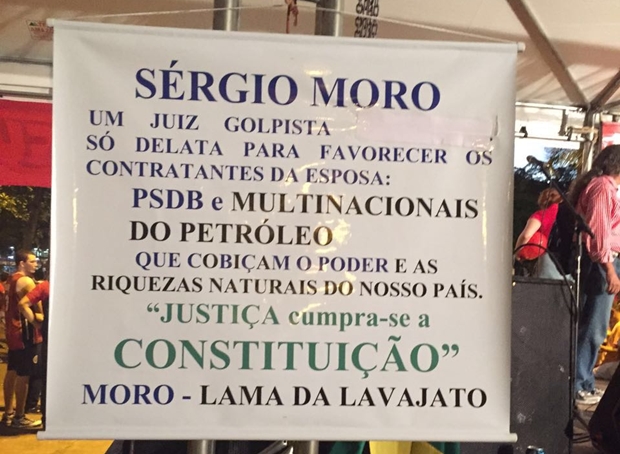 SÉRGIO MORO
UM JUIZ GOLPISTA ,
SÓ DELATA PARA FAVORECER OS
CONTRATANTES DA ESPOSA:
PSDB e MULTINACIONAIS
DO PETRÓLEO
QUE COBIÇAM O PODER E AS
RIQUEZAS NATURAIS DO NOSSO PAÍS.
“JUSTIÇA cumpra-se a
CONSTITUIÇÃO”
MORO - LAMA DA LAVAJATO